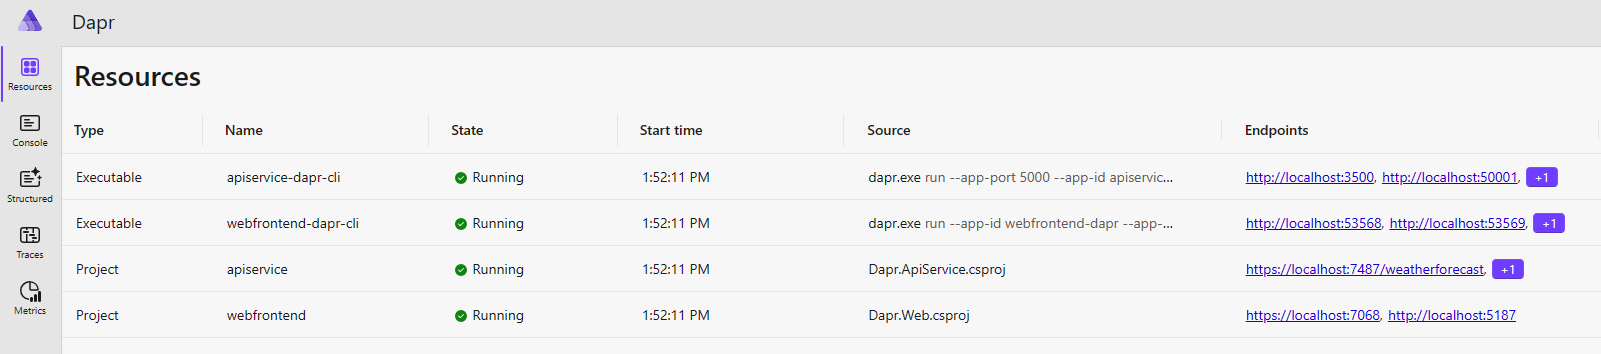 Dapr
Resources
Console
Structured
Traces
Metrics
Resources
Type Name State Start time Source Endpoints
Executable apiservice-dapr-cli Running 1:52:11 PM dapr.exe run --app-port 5000 --app-id apiservic... http://localhost:3500, http://localhost:50001, +1
Executable webfrontend-dapr-cli Running 1:52:11 PM dapr.exe run --app-id webfrontend-dapr --app-... http://localhost:53568, http://localhost:53569, +1
Project apiservice Running 1:52:11 PM Dapr.ApiService.csproj https://localhost:7487/weatherforecast, +1
Project webfrontend Running 1:52:11 PM Dapr.Web.csproj https://localhost:7068, http://localhost:5187